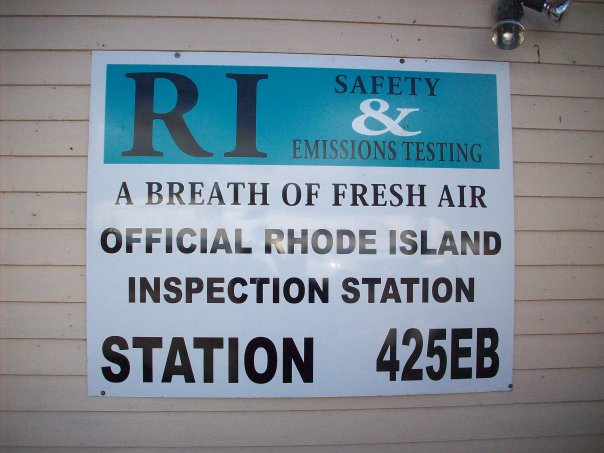 RI SAFETY
&
EMISSIONS TESTING
A BREATH OF FRESH AIR
OFFICIAL RHODE ISLAND
INSPECTION STATION
STATION 425EB